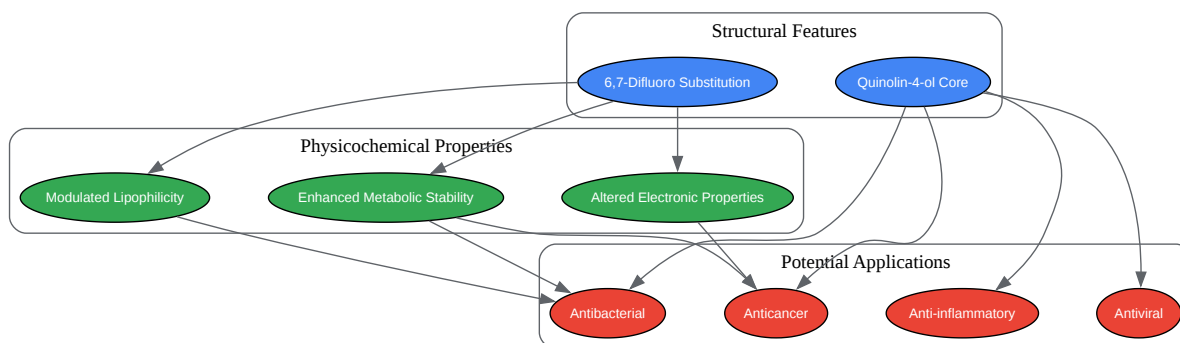 Structural Features
6,7-Difluoro Substitution
Quinolin-4-ol Core
Physicochemical Properties
Modulated Lipophilicity
Enhanced Metabolic Stability
Altered Electronic Properties
Potential Applications
Antibacterial
Anticancer
Anti-inflammatory
Antiviral